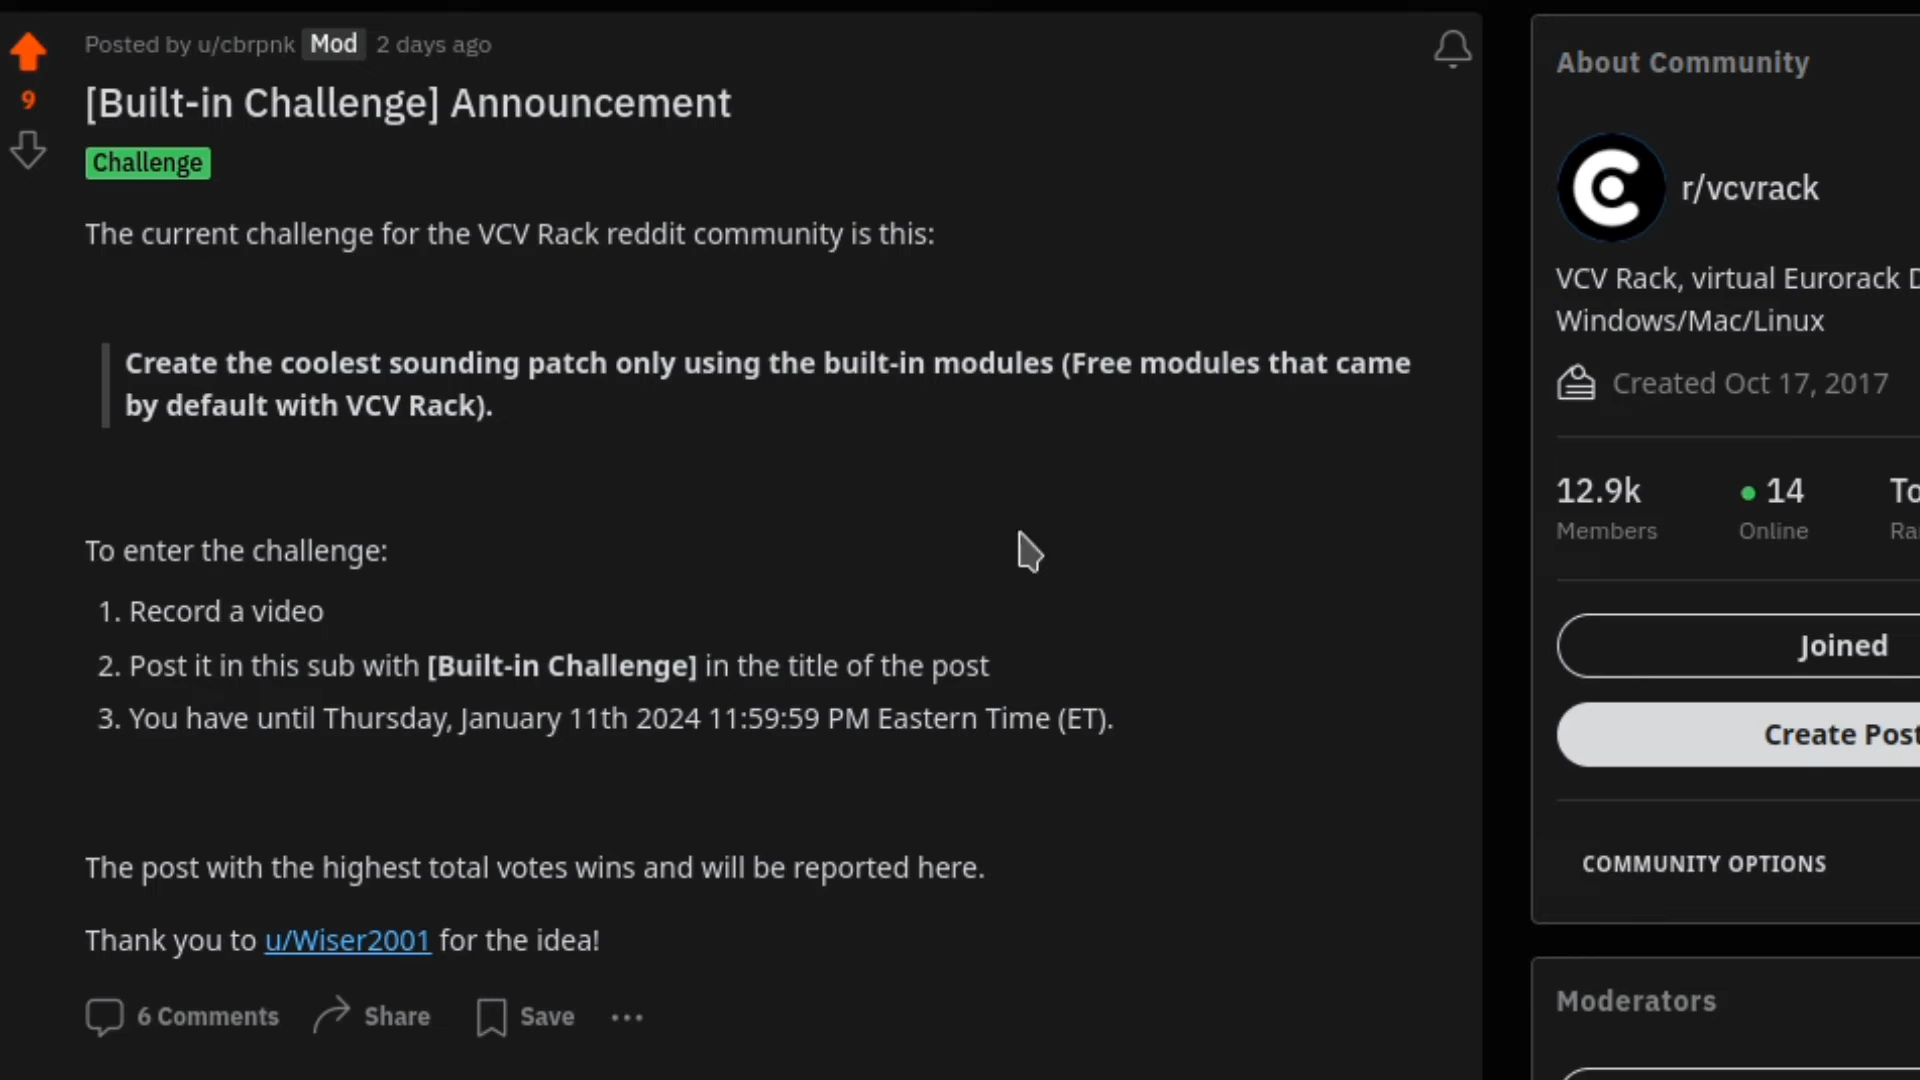 Posted by u/cbrpnk Mod 2 days ago
9
[Built-in Challenge] Announcement
Challenge
The current challenge for the VCV Rack reddit community is this:
Create the coolest sounding patch only using the built-in modules (Free modules that came
by default with VCV Rack).
To enter the challenge:
1. Record a video
2. Post it in this sub with [Built-in Challenge] in the title of the post
3. You have until Thursday, January 11th 2024 11:59:59 PM Eastern Time (ET).
The post with the highest total votes wins and will be reported here.
Thank you to u/Wiser2001 for the idea!
6 Comments Share Save ...
About Community
r/vcvrack
VCV Rack, virtual Eurorack
Windows/Mac/Linux
Created Oct 17, 2017
12.9k 14
Members Online
Joined
Create Post
COMMUNITY OPTIONS
Moderators